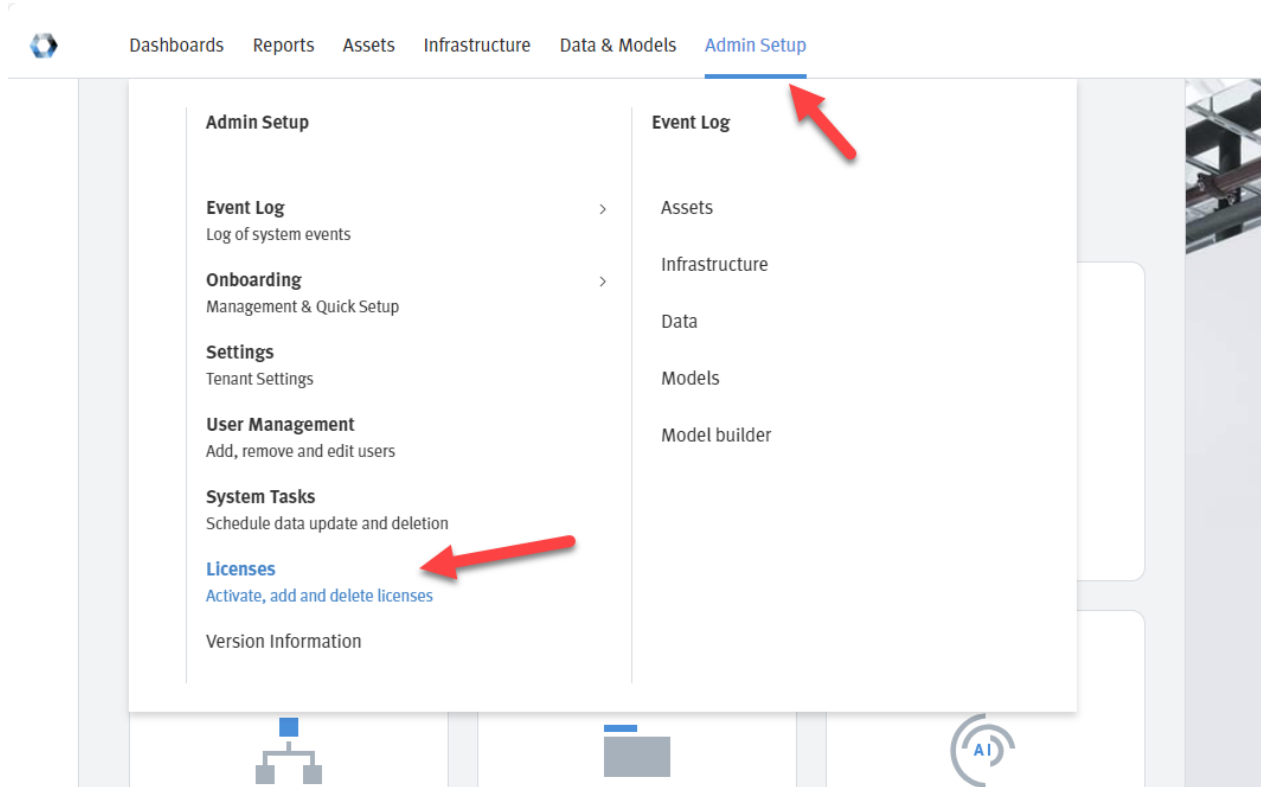 Dashboards Reports Assets Infrastructure Data & Models Admin Setup
Admin Setup
Event Log
Log of system events
Onboarding
Management & Quick Setup
Settings
Tenant Settings
User Management
Add, remove and edit users
System Tasks
Schedule data update and deletion
Licenses
Activate, add and delete licenses
Version Information
Event Log
Assets
Infrastructure
Data
Models
Model builder
AI